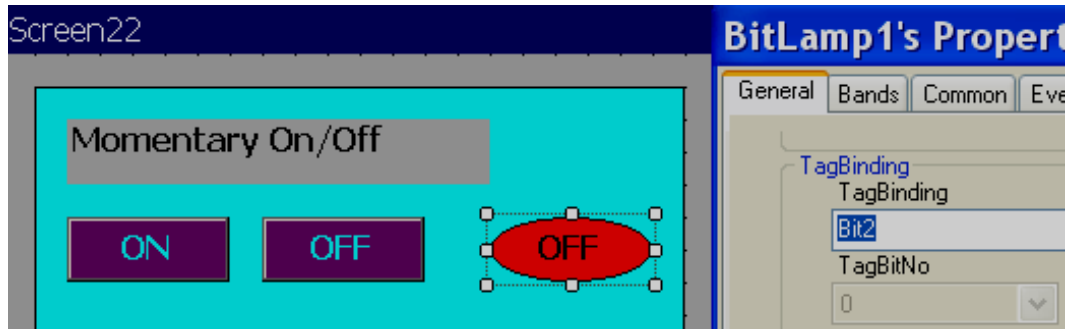 Screen22
Momentary On/Off
ON
OFF
OFF
BitLamp1's Propert
General
Bands
Common
Eve
TagBinding
TagBinding
Bit2
TagBitNo
0